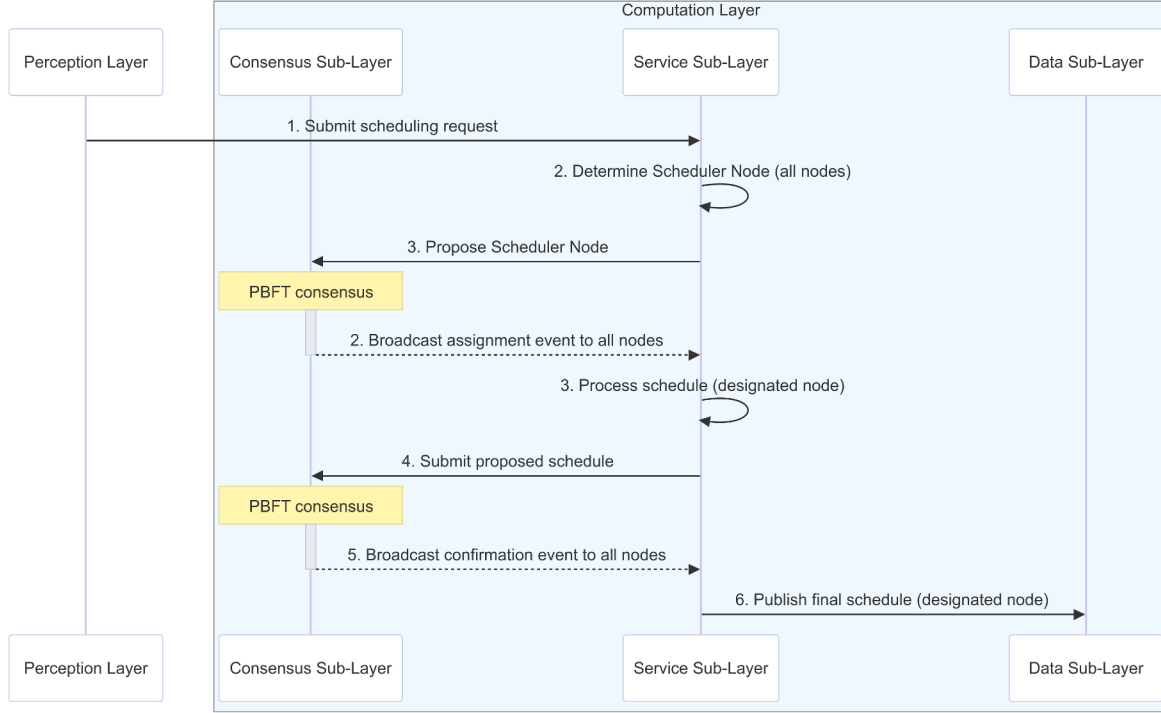 Computation Layer
Perception Layer
Consensus Sub-Layer
Service Sub-Layer
Data Sub-Layer
1. Submit scheduling request
2. Determine Scheduler Node (all nodes)
3. Propose Scheduler Node
PBFT consensus
2. Broadcast assignment event to all nodes
3. Process schedule (designated node)
4. Submit proposed schedule
PBFT consensus
5. Broadcast confirmation event to all nodes
6. Publish final schedule (designated node)
Perception Layer
Consensus Sub-Layer
Service Sub-Layer
Data Sub-Layer